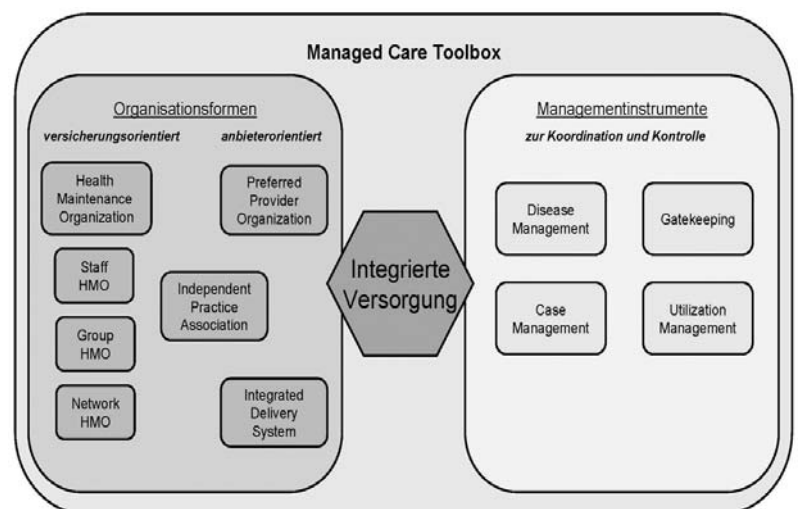 Managed Care Toolbox
Organisationsformen
versicherungsorientiert
anbieterorientiert
Health
Maintenance
Organization
Preferred
Provider
Organization
Staff
HMO
Independent
Practice
Association
Group
HMO
Network
HMO
Integrated
Delivery
System
Integrierte
Versorgung
Managementinstrumente
zur Koordination und Kontrolle
Disease
Management
Gatekeeping
Case
Management
Utilization
Management